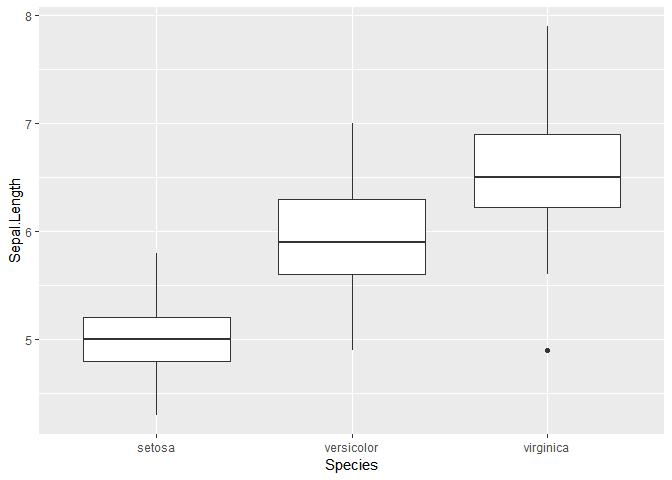 8
7
6
5
Sepal.Length
setosa
versicolor
virginica
Species